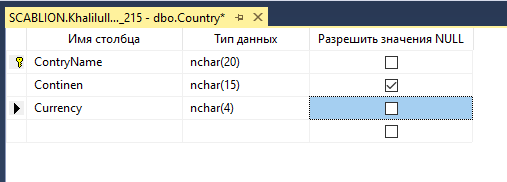 SCABLION.Khalilull..._215 - dbo.Country*
Имя столбца Тип данных Разрешить значения NULL
ContryName nchar(20)
Continen nchar(15)
Currency nchar(4)